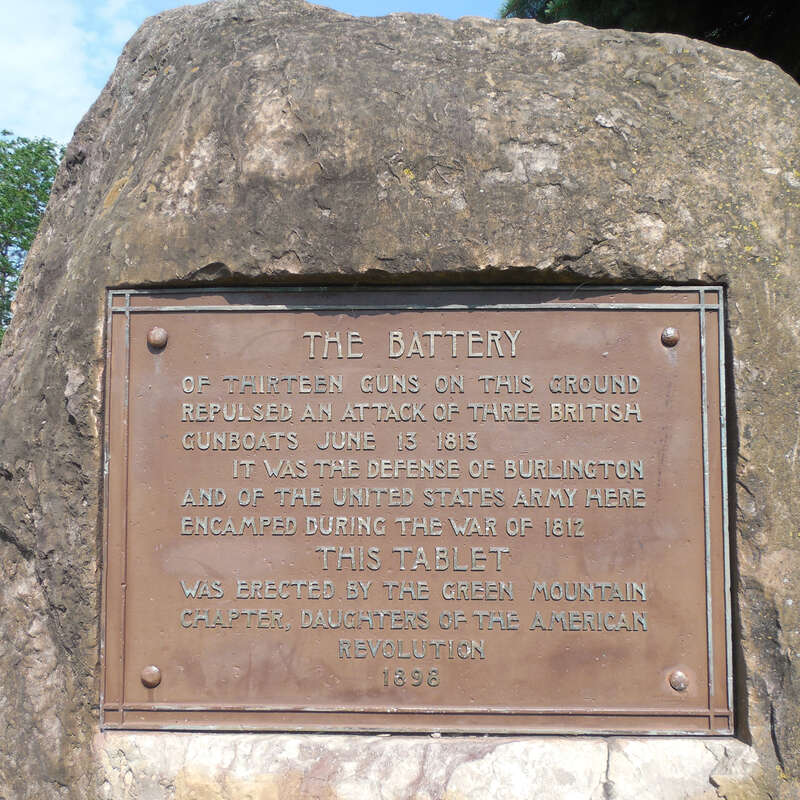 THE BATTERY
OF THIRTEEN GUNS ON THIS GROUND
REPULSED AN ATTACK OF THREE BRITISH
GUNBOATS JUNE 13 1813
IT WAS THE DEFENSE OF BURLINGTON
AND OF THE UNITED STATES ARMY HERE
ENCAMPED DURING THE WAR OF 1812
THIS TABLET
WAS ERECTED BY THE GREEN MOUNTAIN
CHAPTER, DAUGHTERS OF THE AMERICAN
REVOLUTION
1898